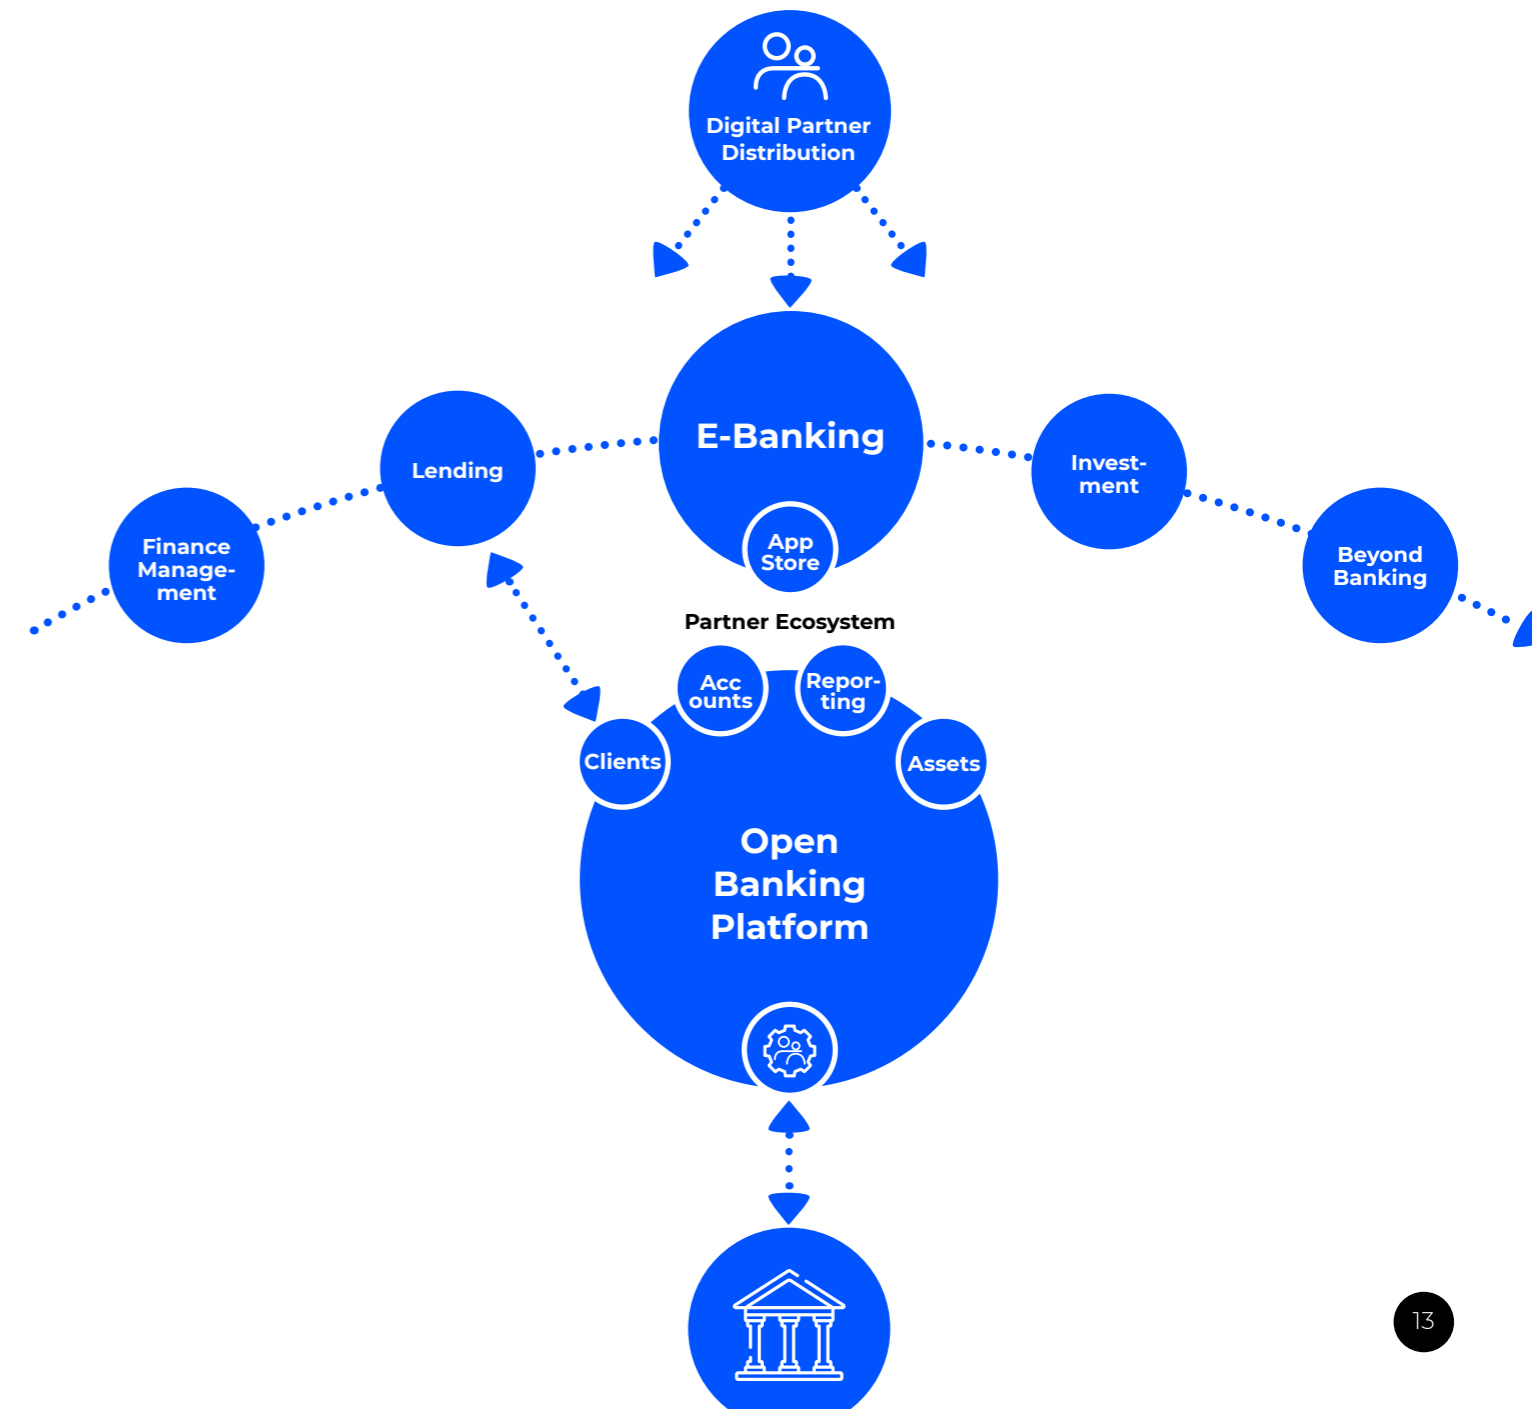 Digital Partner
Distribution
E-Banking
Lending
Invest-
ment
App
Store
Finance
Manage-
ment
Beyond
Banking
Partner Ecosystem
Acc
ounts
Repor-
ting
Clients
Assets
Open
Banking
Platform
13